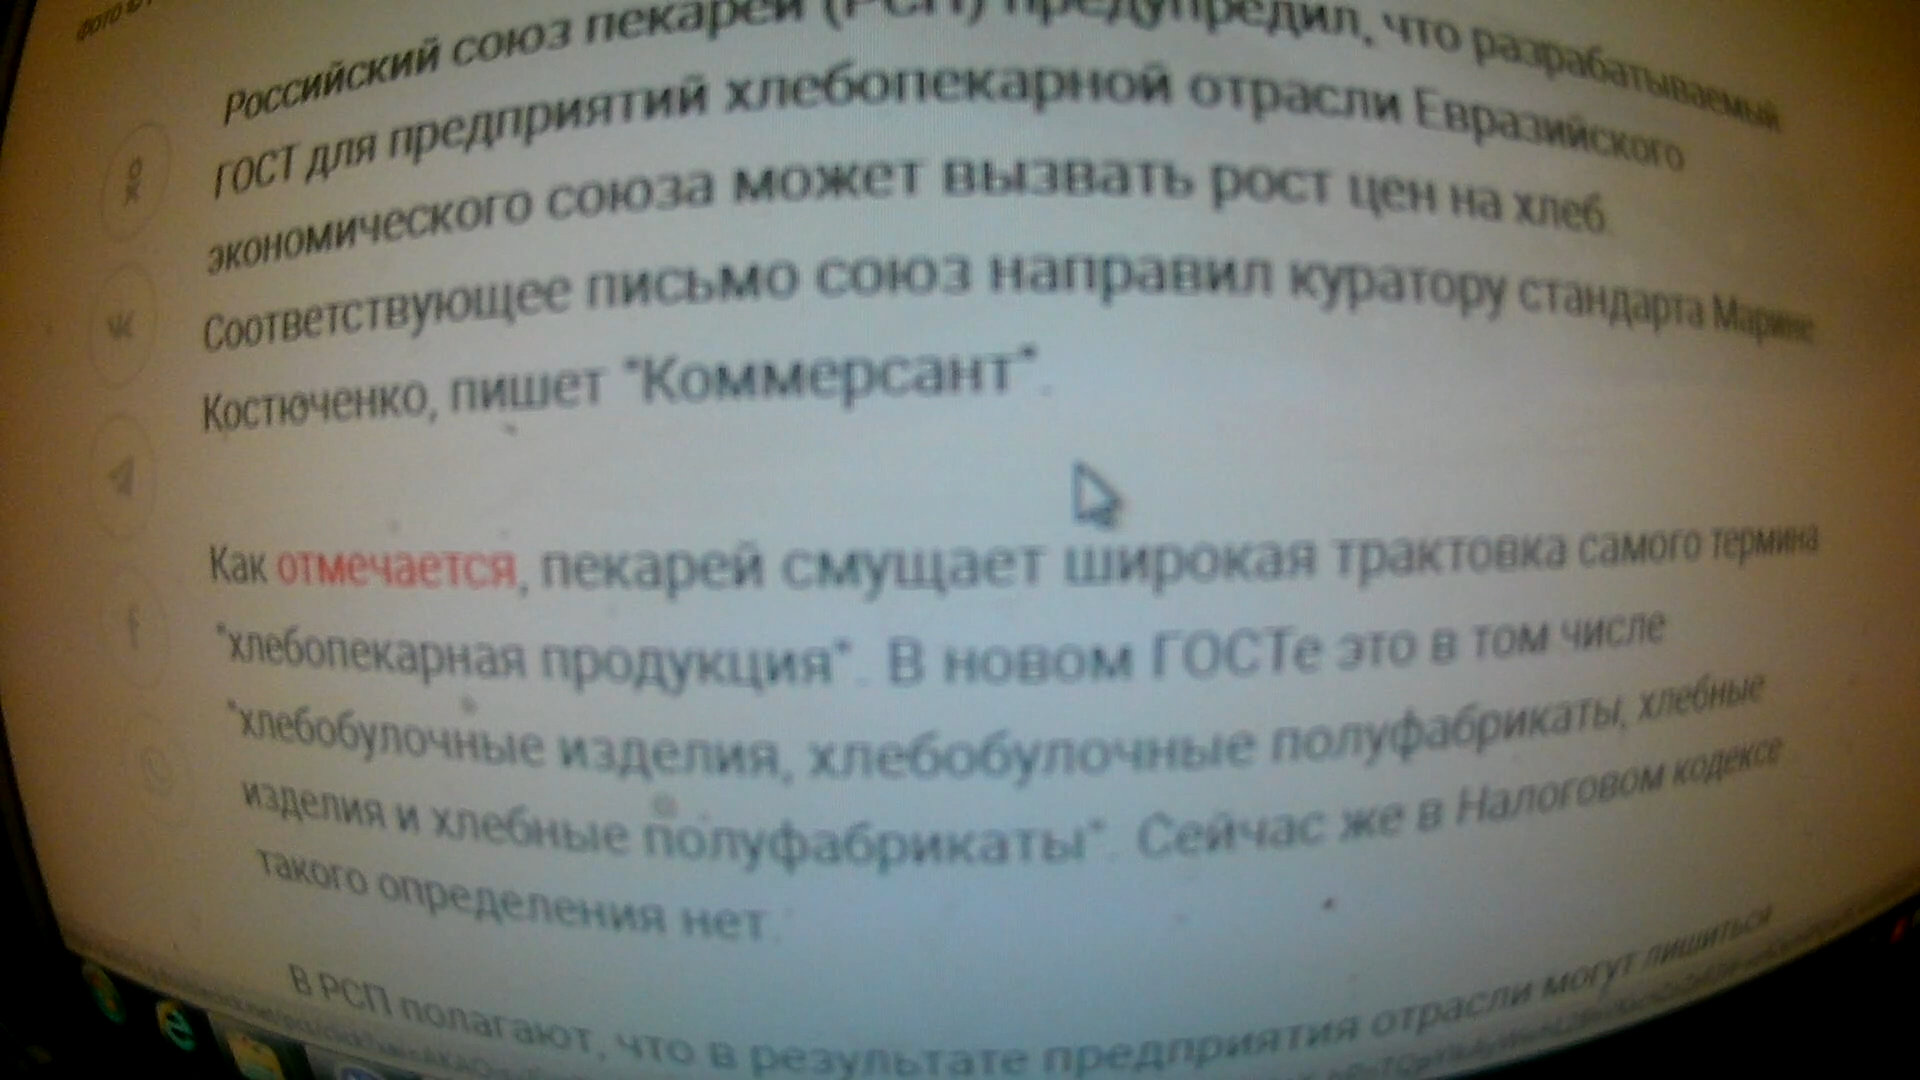 фото
Российский союз пекарей (РСП) предупредил, что разрабатываемый
ГОСТ для предприятий хлебопекарной отрасли Евразийского
экономического союза может вызвать рост цен на хлеб.
Соответствующее письмо союз направил куратору стандарта Марине
Костюченко, пишет "Коммерсант".
Как отмечается, пекарей смущает широкая трактовка самого термина
"хлебопекарная продукция". В новом ГОСТе это в том числе
"хлебобулочные изделия, хлебобулочные полуфабрикаты, хлебные
изделия и хлебные полуфабрикаты". Сейчас же в Налоговом кодексе
такого определения нет.
В РСП полагают, что в результате предприятия отрасли могут лишиться